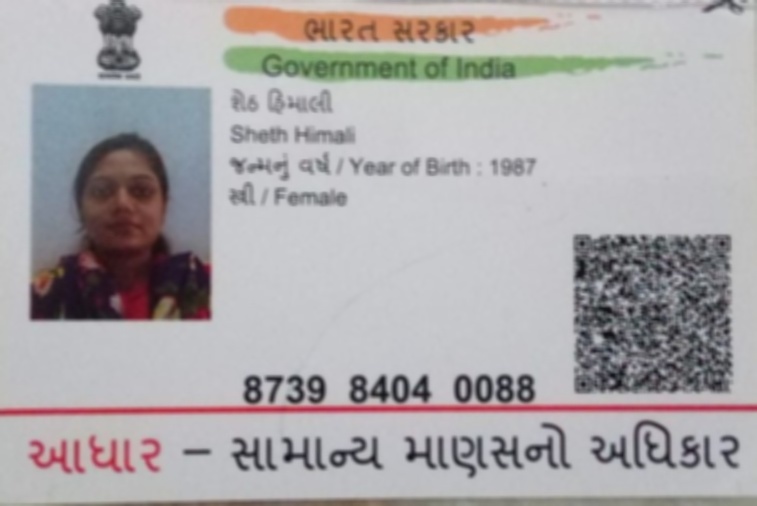 ભારત સરકાર
Government of India
શેઠ હિમાલી
Sheth Himali
જન્મનું વર્ષ / Year of Birth : 1987
સ્ત્રી / Female
8739 8404 0088
આધાર – સામાન્ય માણસનો અધિકાર